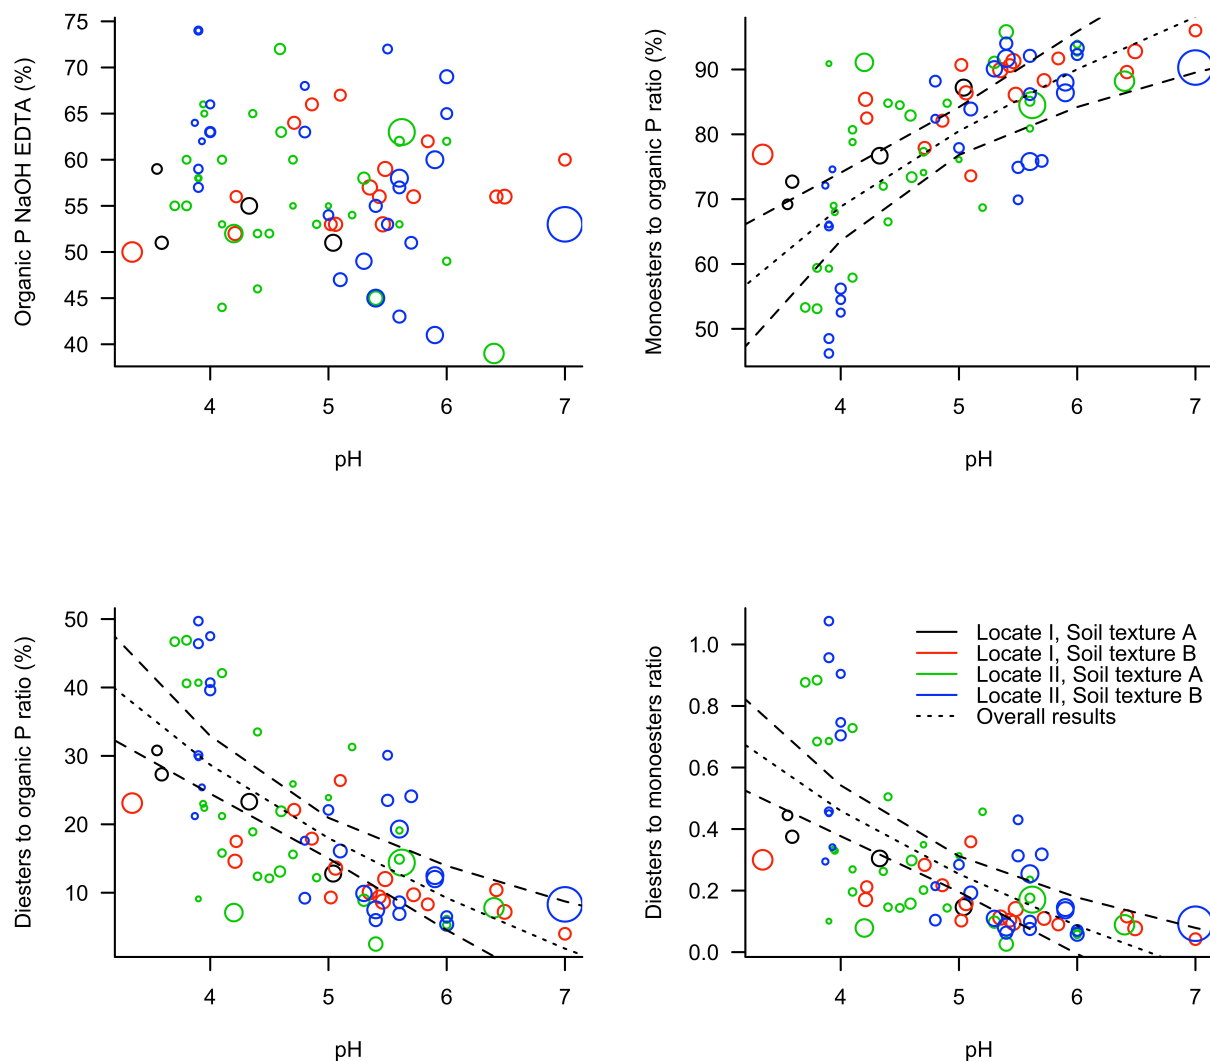 Organic P NaOH EDTA (%)
75
70
65
60
55
50
45
40
4 5 6 7
pH
Monoesters to organic P ratio (%)
90
80
70
60
50
4 5 6 7
pH
Diesters to organic P ratio (%)
50
40
30
20
10
4 5 6 7
pH
Diesters to monoesters ratio
1.0
0.8
0.6
0.4
0.2
0.0
4 5 6 7
pH
Locate I, Soil texture A
Locate I, Soil texture B
Locate II, Soil texture A
Locate II, Soil texture B
Overall results